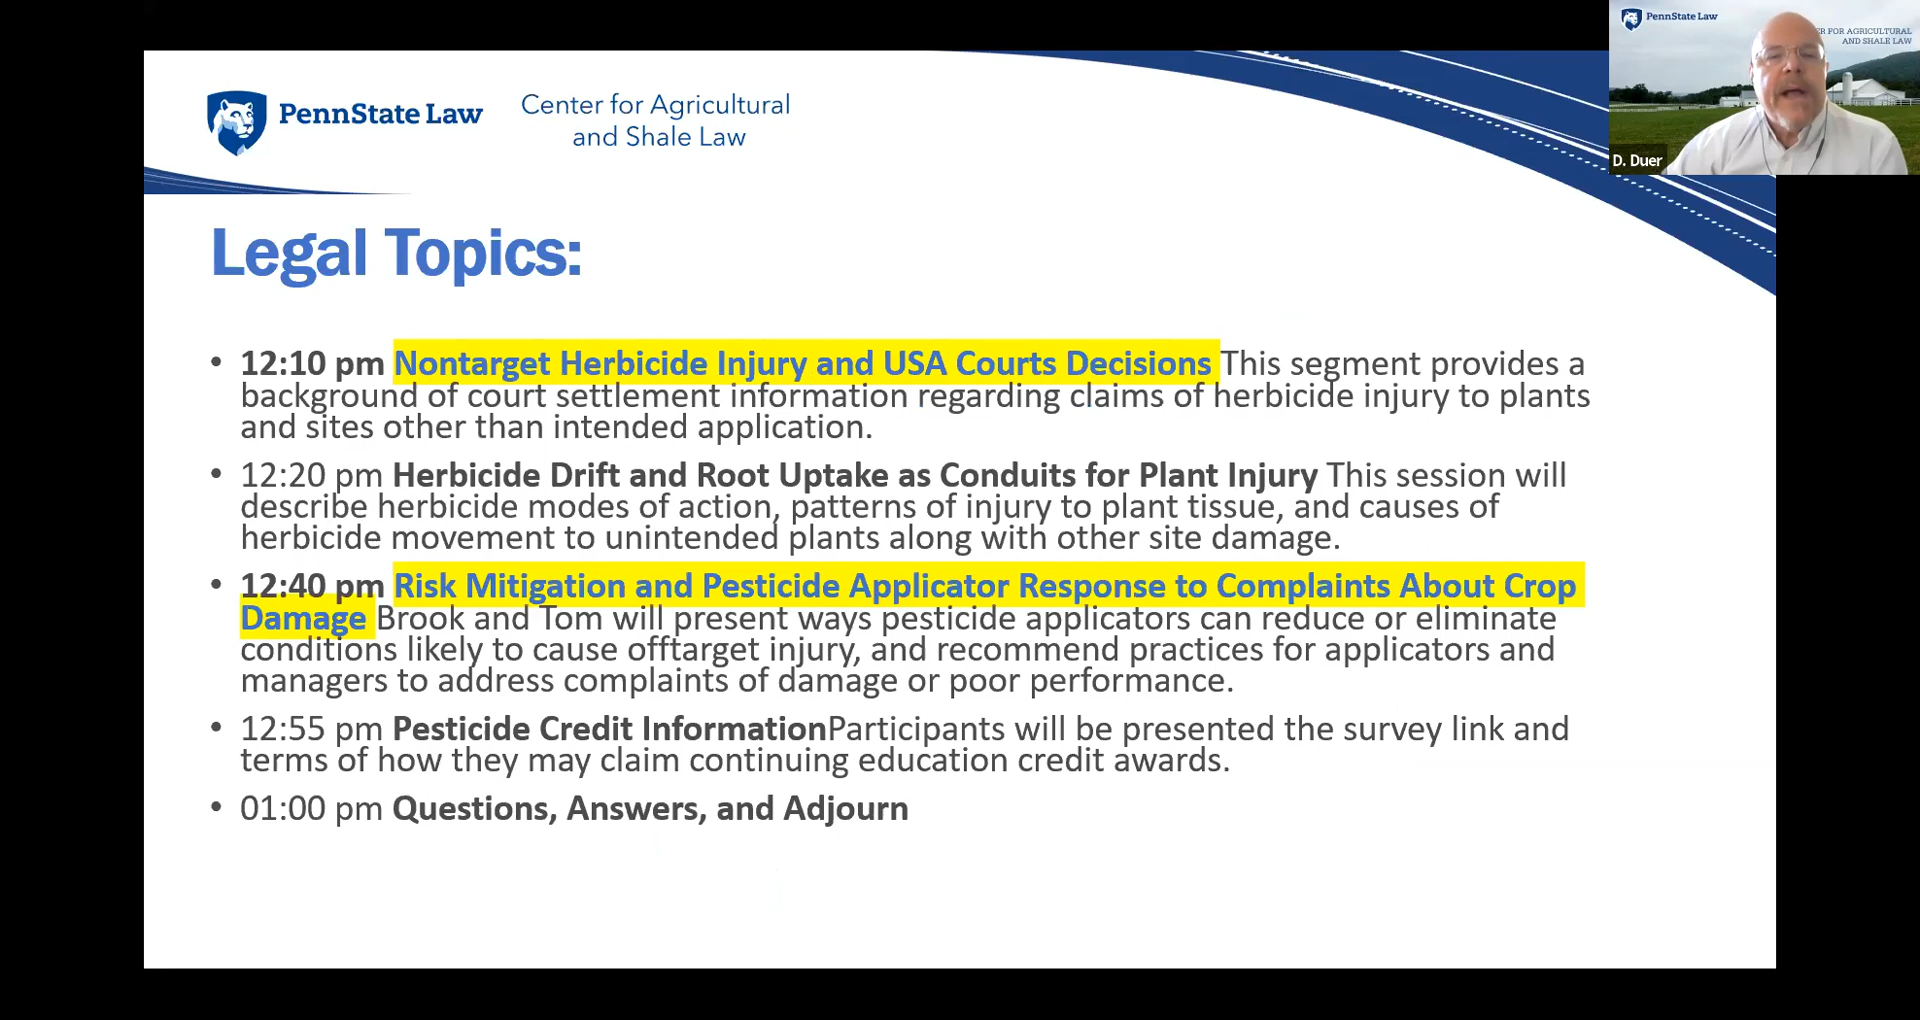 PennState Law
Center for Agricultural
and Shale Law
PennState Law
ER FOR AGRICULTURAL
AND SHALE LAW
D. Duer
Legal Topics:
• 12:10 pm Nontarget Herbicide Injury and USA Courts Decisions This segment provides a
background of court settlement information regarding claims of herbicide injury to plants
and sites other than intended application.
• 12:20 pm Herbicide Drift and Root Uptake as Conduits for Plant Injury This session will
describe herbicide modes of action, patterns of injury to plant tissue, and causes of
herbicide movement to unintended plants along with other site damage.
• 12:40 pm Risk Mitigation and Pesticide Applicator Response to Complaints About Crop
Damage Brook and Tom will present ways pesticide applicators can reduce or eliminate
conditions likely to cause offtarget injury, and recommend practices for applicators and
managers to address complaints of damage or poor performance.
• 12:55 pm Pesticide Credit InformationParticipants will be presented the survey link and
terms of how they may claim continuing education credit awards.
• 01:00 pm Questions, Answers, and Adjourn